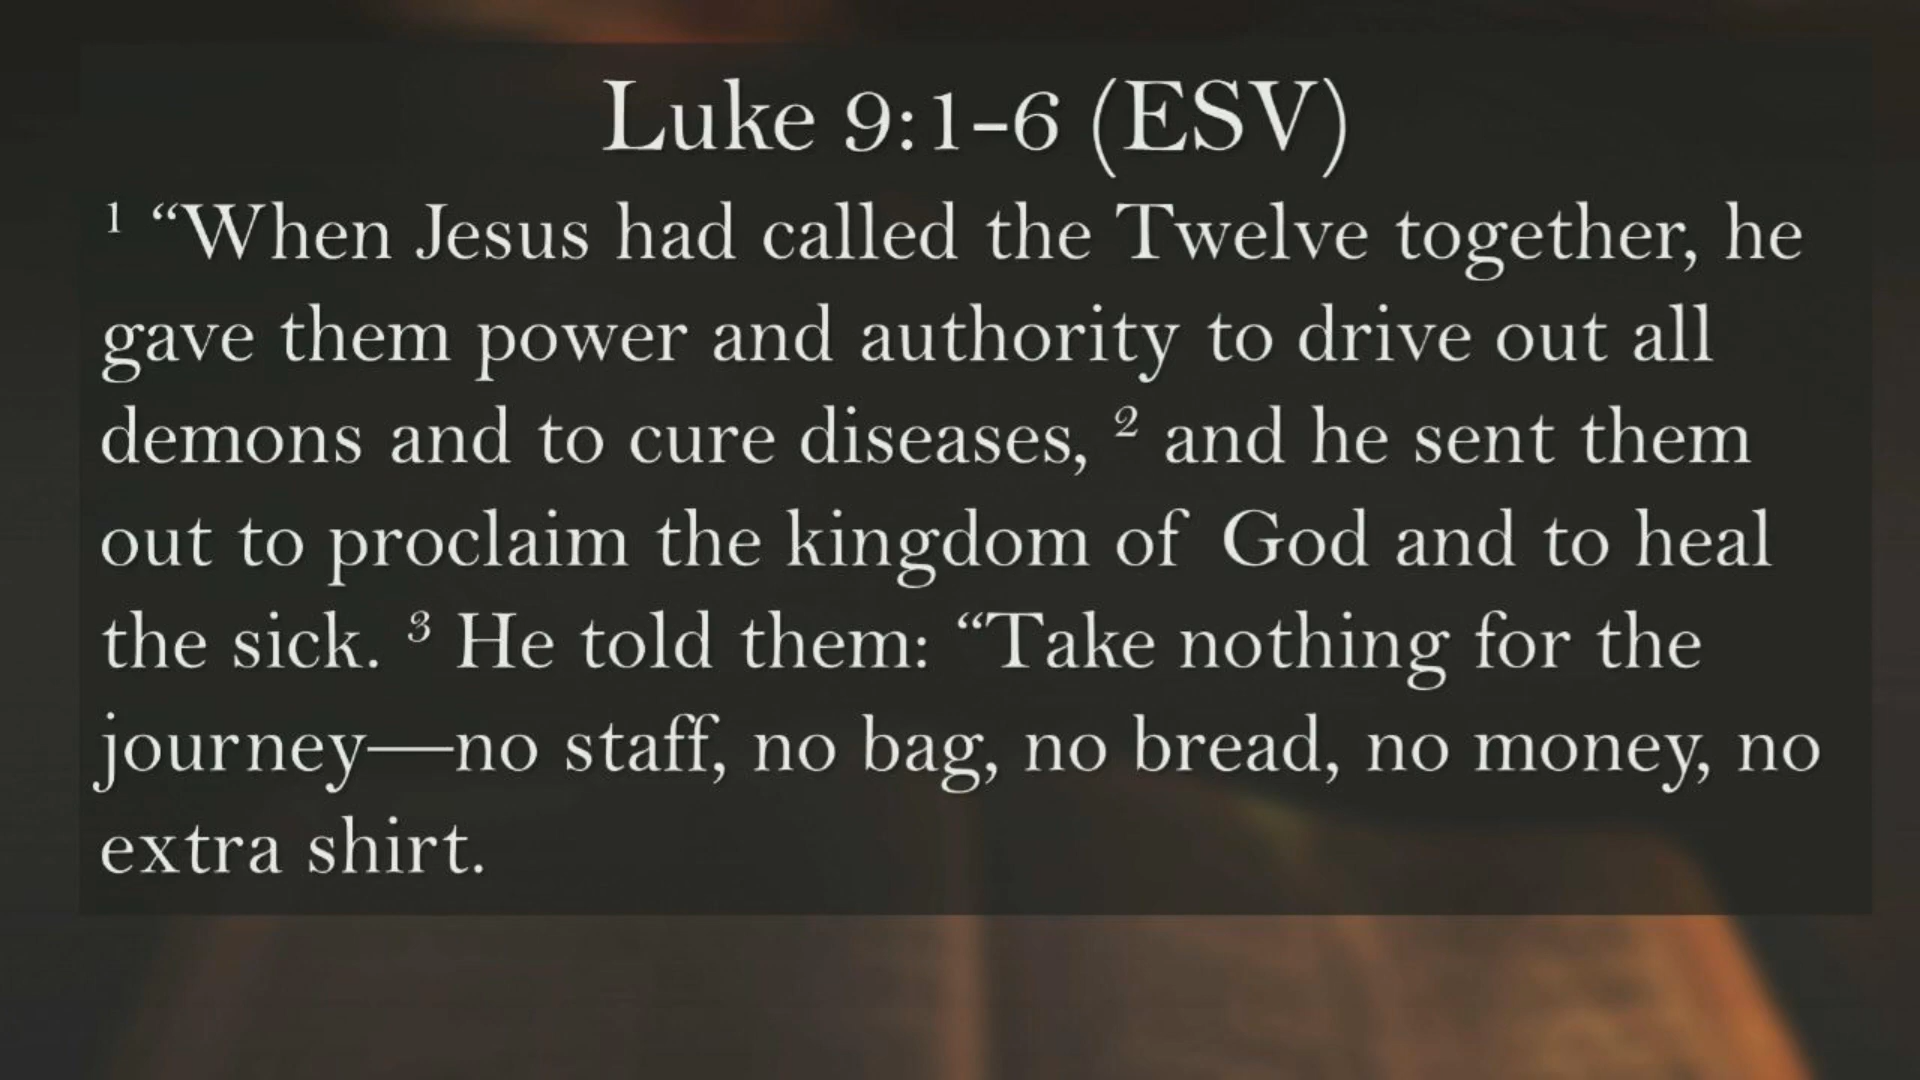 Luke 9:1-6 (ESV)
1 “When Jesus had called the Twelve together, he
gave them power and authority to drive out all
demons and to cure diseases, 2 and he sent them
out to proclaim the kingdom of God and to heal
the sick. 3 He told them: “Take nothing for the
journey—no staff, no bag, no bread, no money, no
extra shirt.